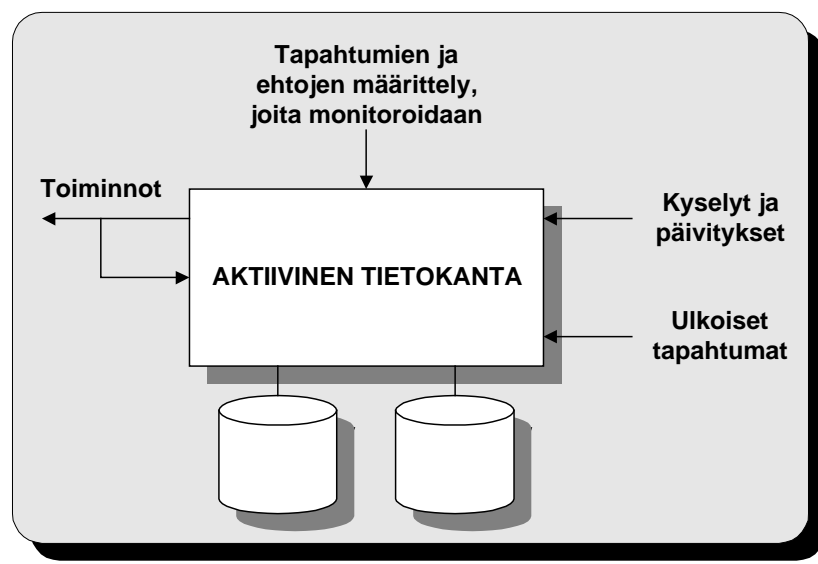 Tapahtumien ja
ehtojen määrittely,
joita monitoroidaan
Toiminnot
Kyselyt ja
päivitykset
AKTIIVINEN TIETOKANTA
Ulkoiset
tapahtumat